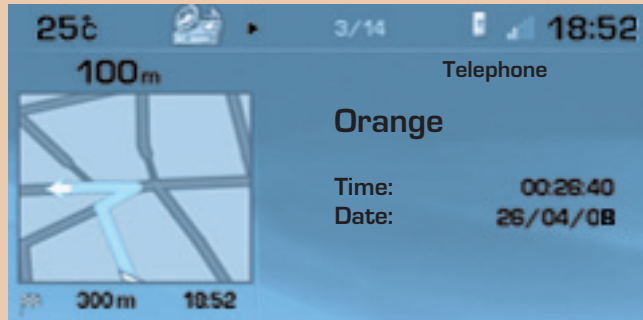 25°c 3/14 18:52
100m Telephone
Orange
Time: 00:26:40
Date: 26/04/08
300m 18:52